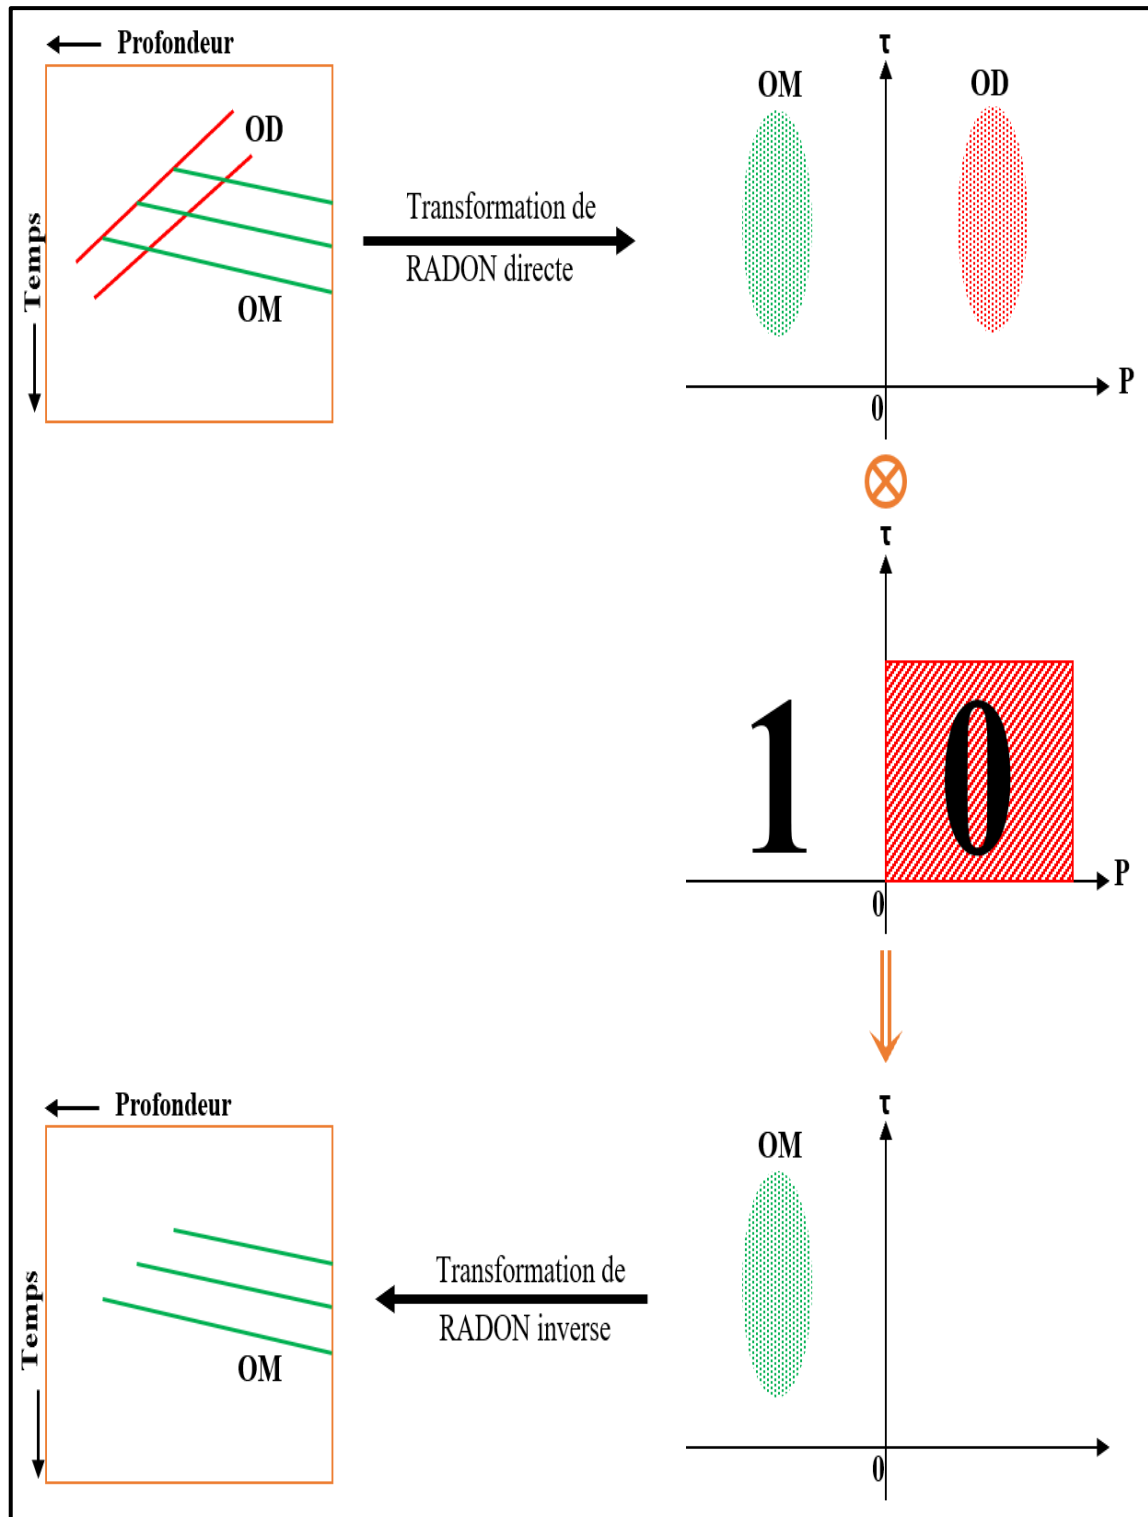 Profondeur
Temps
OD
OM
Transformation de
RADON directe
τ
OM
OD
P
0
τ
1
0
P
0
Profondeur
Temps
OM
Transformation de
RADON inverse
τ
OM
0